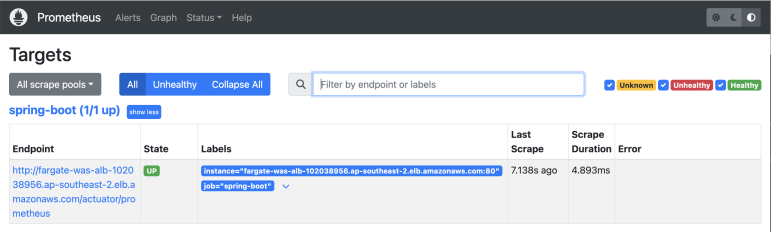 Prometheus Alerts Graph Status Help
Targets
All scrape pools All Unhealthy Collapse All Filter by endpoint or labels Unknown Unhealthy Healthy
spring-boot (1/1 up) show less
Endpoint State Labels Last Scrape Scrape Duration Error
http://fargate-was-alb-102038956.ap-southeast-2.elb.amazonaws.com/actuator/prometheus
UP
instance="fargate-was-alb-102038956.ap-southeast-2.elb.amazonaws.com:80"
job="spring-boot"
7.138s ago
4.893ms